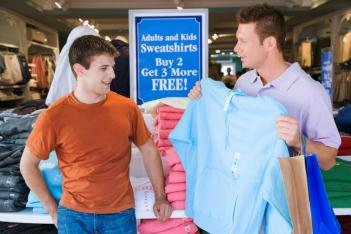 Adults and Kids
Sweatshirts
Buy 2
Get 3 More
FREE!